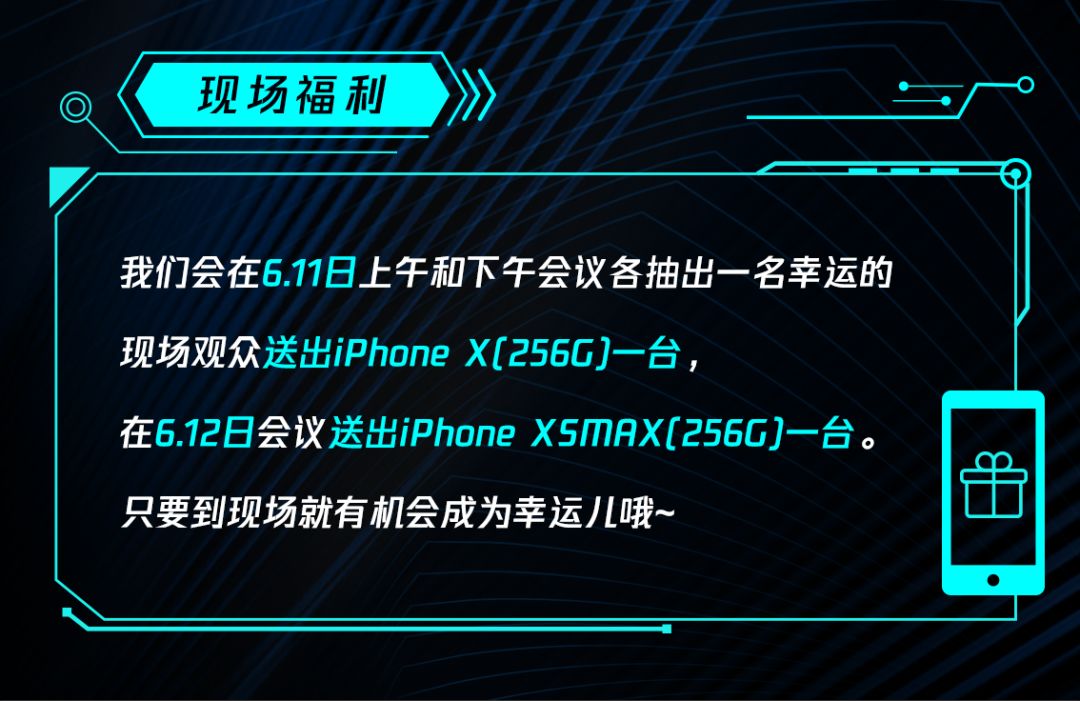 现场福利
我们会在6.11日上午和下午会议各抽出一名幸运的
现场观众送出iPhone X(256G)一台，
在6.12日会议送出iPhone XSMAX(256G)一台。
只要到现场就有机会成为幸运儿哦~